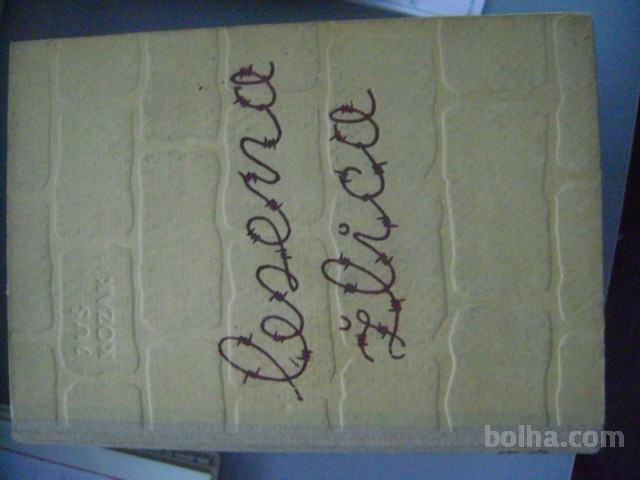 JUŠ
KOZAK
lesena
žlica
bolha.com